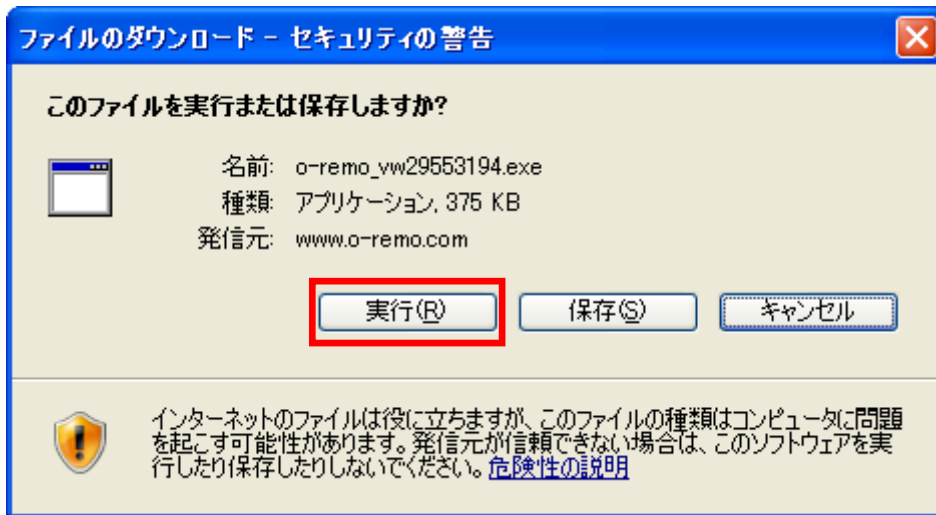 ファイルのダウンロード - セキュリティの警告
このファイルを実行または保存しますか?
名前: o-remo_vw29553194.exe
種類: アプリケーション, 375 KB
発信元: www.o-remo.com
実行(R) 保存(S) キャンセル
インターネットのファイルは役に立ちますが、このファイルの種類はコンピュータに問題
を起こす可能性があります。発信元が信頼できない場合は、このソフトウェアを実
行したり保存したりしないでください。危険性の説明